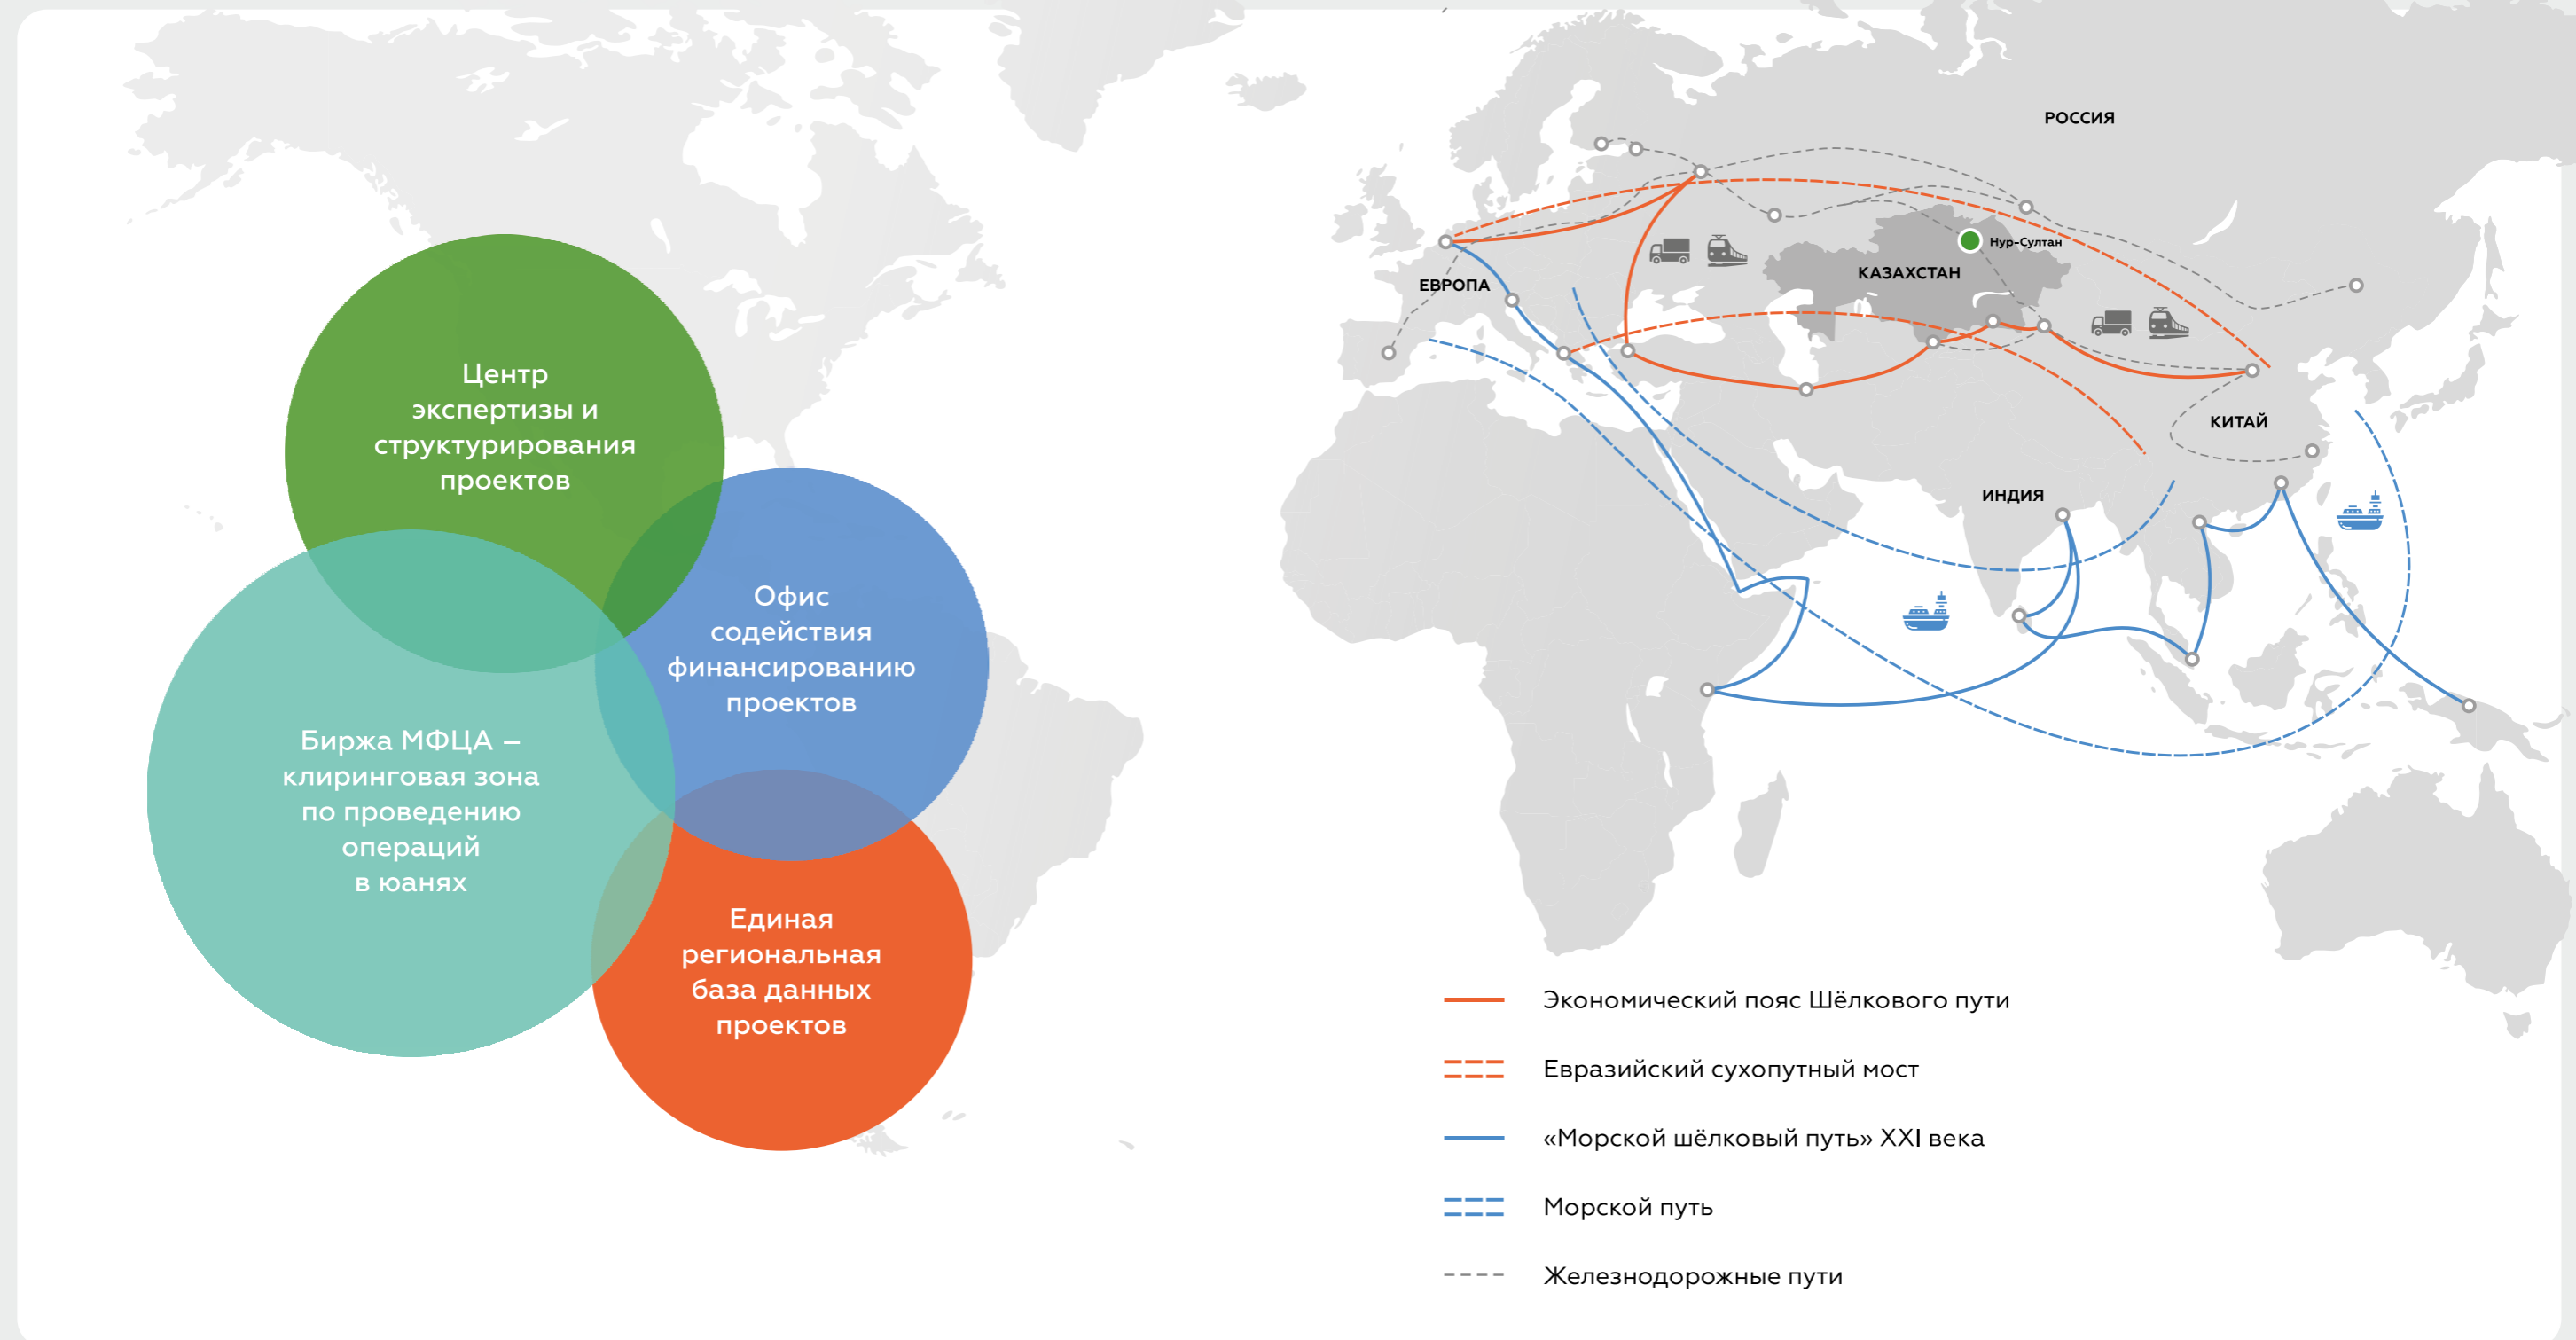 Центр
экспертизы и
структурирования
проектов
Офис
содействия
финансированию
проектов
Биржа МФЦА –
клиринговая зона
по проведению
операций
в юанях
Единая
региональная
база данных
проектов
РОССИЯ
Нур-Султан
КАЗАХСТАН
ЕВРОПА
КИТАЙ
ИНДИЯ
Экономический пояс Шёлкового пути
Евразийский сухопутный мост
«Морской шёлковый путь» XXI века
Морской путь
Железнодорожные пути